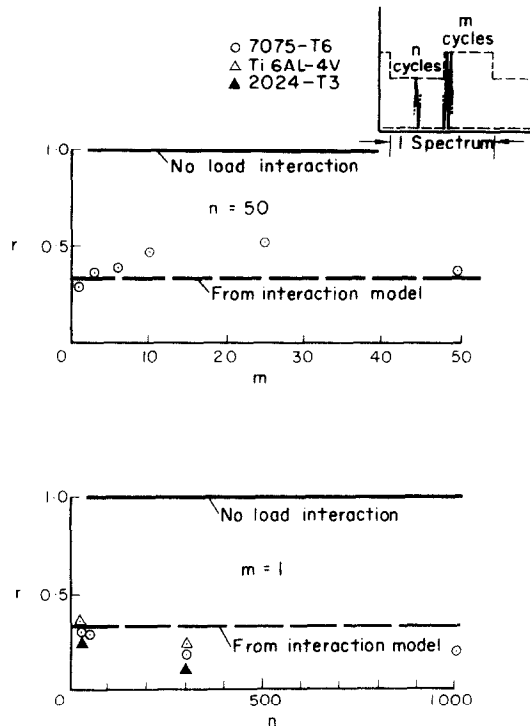 ⊙ 7075-T6
△ Ti 6AL-4V
▲ 2024-T3
n
cycles
m
cycles
1 Spectrum
1·0
No load interaction
n = 50
r
0·5
From interaction model
0
10
20
30
40
50
m
1·0
No load interaction
m = 1
r
0·5
From interaction model
0
500
1000
n